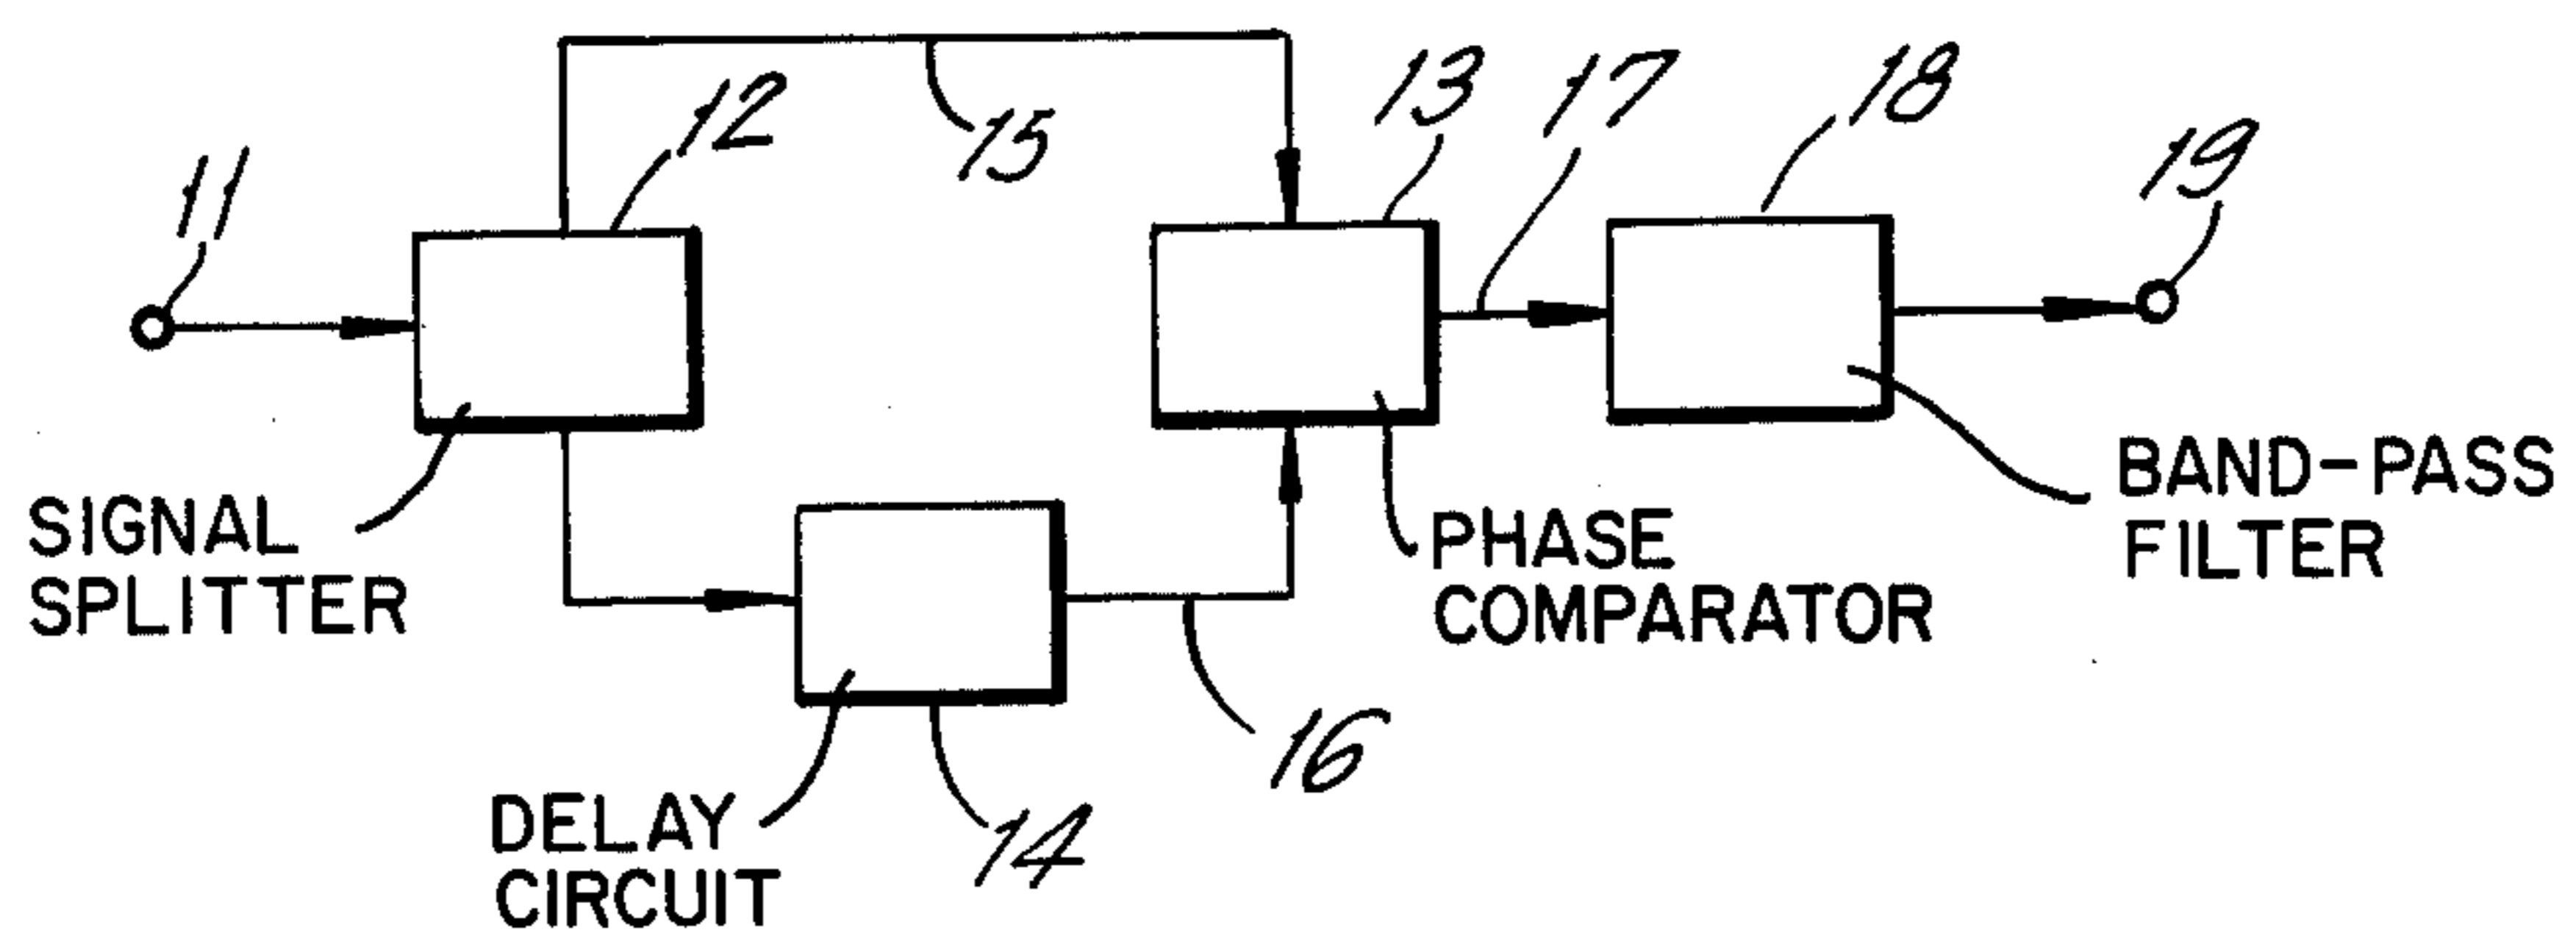 11
12
15
13
17
18
19
SIGNAL
SPLITTER
PHASE
COMPARATOR
BAND-PASS
FILTER
DELAY
CIRCUIT
14
16